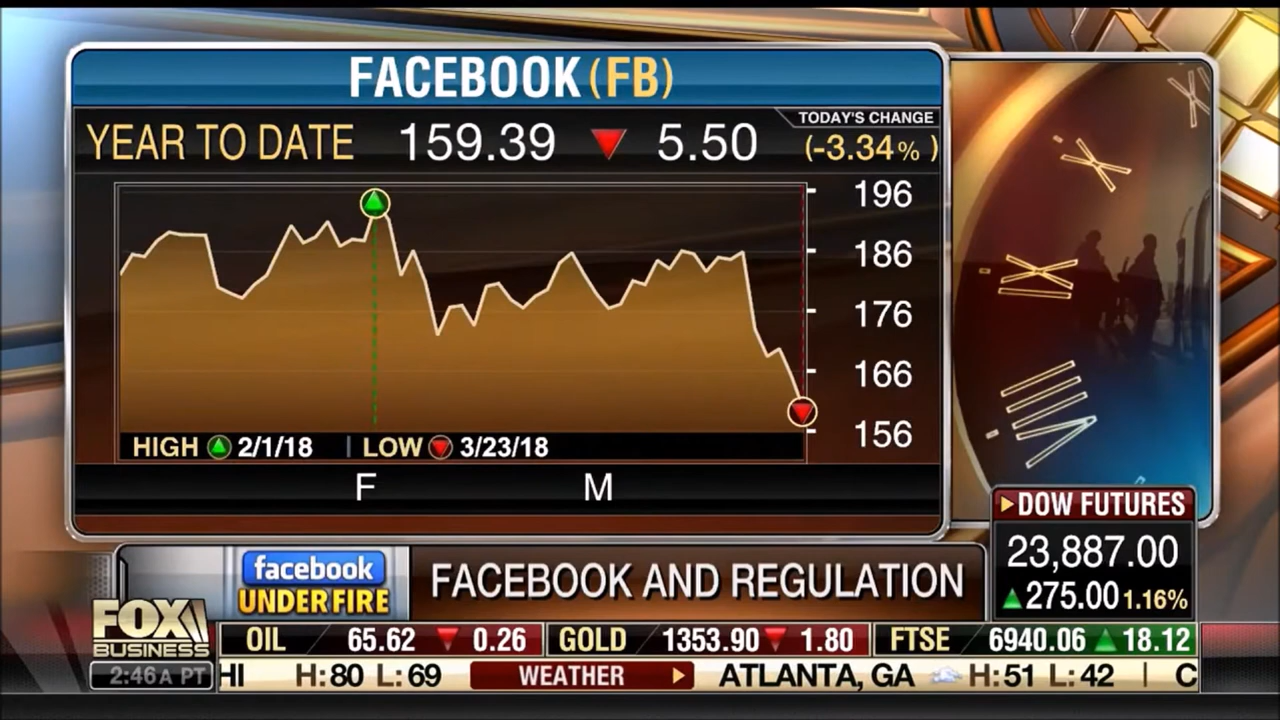 FACEBOOK (FB)
YEAR TO DATE 159.39 5.50 TODAY'S CHANGE (-3.34%)
196
186
176
166
156
HIGH 2/1/18 | LOW 3/23/18
F M
DOW FUTURES
23,887.00
275.00 1.16%
facebook
UNDER FIRE
FACEBOOK AND REGULATION
FOX
BUSINESS
2:46A PT
OIL 65.62 0.26 GOLD 1353.90 1.80 FTSE 6940.06 18.12
HI H:80 L:69 WEATHER ATLANTA, GA H:51 L:42 | C
X
IX
VIII